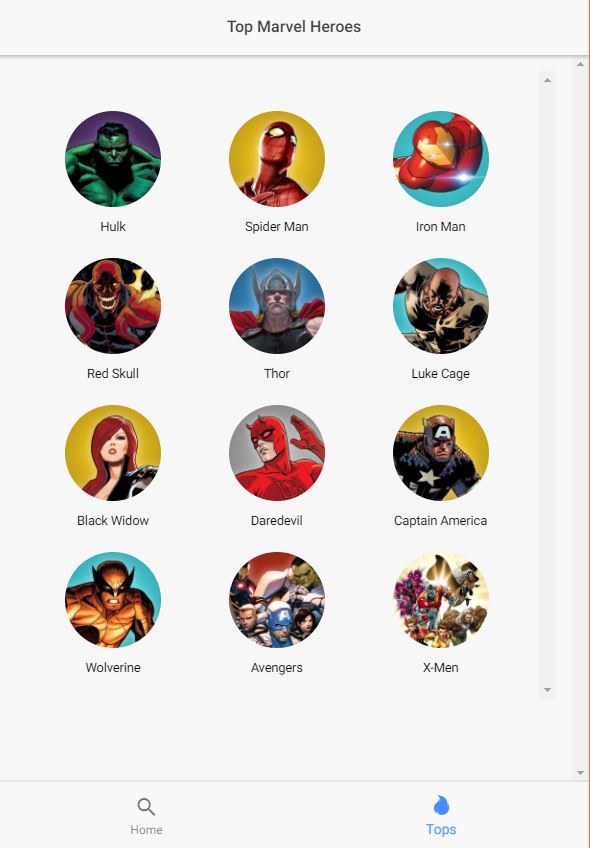 Top Marvel Heroes
Hulk
Spider Man
Iron Man
Red Skull
Thor
Luke Cage
Black Widow
Daredevil
Captain America
Wolverine
Avengers
X-Men
Home
Tops